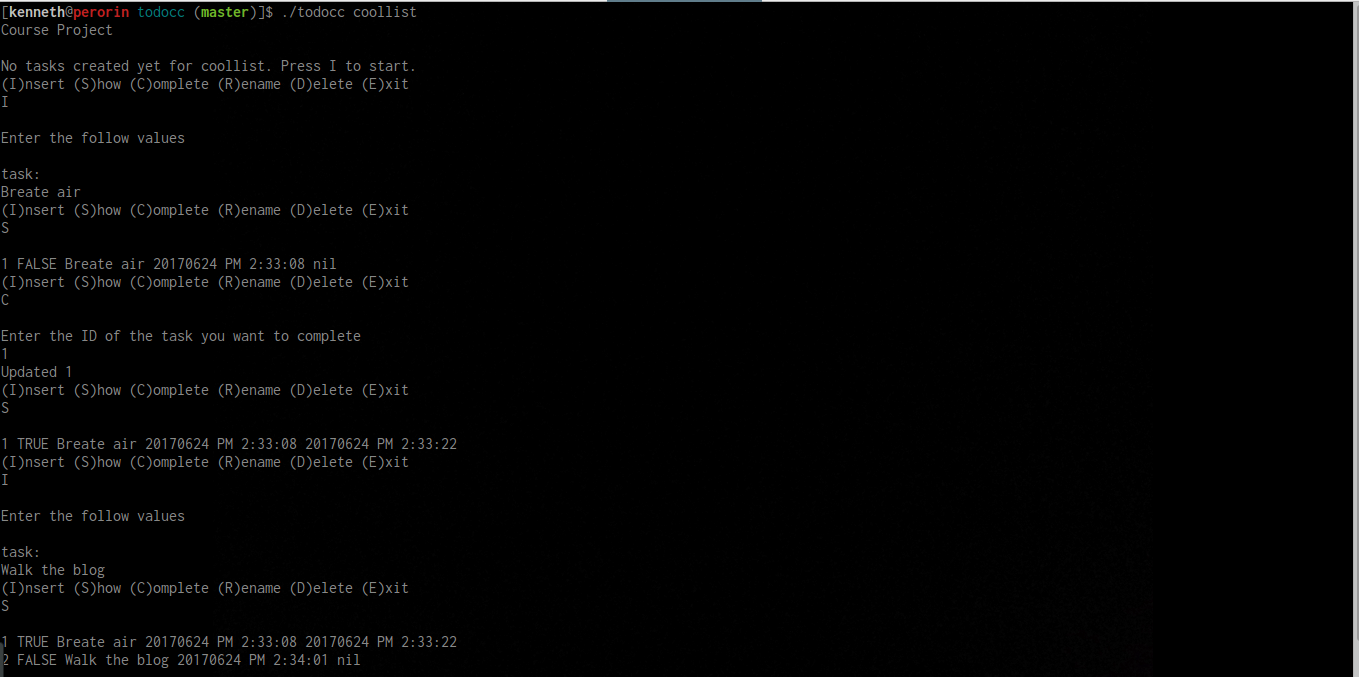 [kenneth@perorin todocc (master)]$ ./todocc coollist
Course Project
No tasks created yet for coollist. Press I to start.
(I)nsert (S)how (C)omplete (R)ename (D)elete (E)xit
I
Enter the follow values
task:
Breate air
(I)nsert (S)how (C)omplete (R)ename (D)elete (E)xit
S
1 FALSE Breate air 20170624 PM 2:33:08 nil
(I)nsert (S)how (C)omplete (R)ename (D)elete (E)xit
C
Enter the ID of the task you want to complete
1
Updated 1
(I)nsert (S)how (C)omplete (R)ename (D)elete (E)xit
S
1 TRUE Breate air 20170624 PM 2:33:08 20170624 PM 2:33:22
(I)nsert (S)how (C)omplete (R)ename (D)elete (E)xit
I
Enter the follow values
task:
Walk the blog
(I)nsert (S)how (C)omplete (R)ename (D)elete (E)xit
S
1 TRUE Breate air 20170624 PM 2:33:08 20170624 PM 2:33:22
2 FALSE Walk the blog 20170624 PM 2:34:01 nil